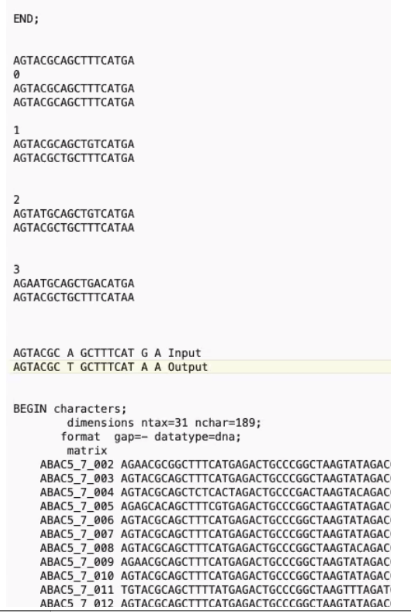 END;
AGTACGCAGCTTTCATGA
0
AGTACGCAGCTTTCATGA
AGTACGCAGCTTTCATGA
1
AGTACGCAGCTGTCATGA
AGTACGCTGCTTTCATGA
2
AGTATGCAGCTGTCATGA
AGTACGCTGCTTTCATAA
3
AGAATGCAGCTGACATGA
AGTACGCTGCTTTCATAA
AGTACGC A GCTTTCAT G A Input
AGTACGC T GCTTTCAT A A Output
BEGIN characters;
dimensions ntax=31 nchar=189;
format gap=- datatype=dna;
matrix
ABAC5_7_002 AGAACGCGGCTTTCATGAGACTGCCCGGCTAAGTATAGAC
ABAC5_7_003 AGTACGCAGCTTTCATGAGACTGCCCGGCTAAGTATAGAC
ABAC5_7_004 AGTACGCAGCTCTCACTAGACTGCCCGACTAAGTACAGAC
ABAC5_7_005 AGAGCACAGCTTTCGTGAGACTGCCCGGCTAAGTATAGAC
ABAC5_7_006 AGTACGCAGCTTTCATGAGACTGCCCGGCTAAGTATAGAC
ABAC5_7_007 AGTACGCAGCTTTCATGAGACTGCCCGGCTAAGTATAGAC
ABAC5_7_008 AGTACGCAGCTTTCATGAGACTGCCCGGCTAAGTACAGAC
ABAC5_7_009 AGAACGCAGCTTTCATGAGACTGCCCGGCTAAGTATAGAC
ABAC5_7_010 AGTACGCAGCTTTCATGAGACTGCCCGGCTAAGTATAGAC
ABAC5_7_011 TGTACGCAGCTTTTATGAGACTGCCCGGCTAAGTTTAGAT
ABAC5_7_012 AGTACGCAGCTTTCATGAGACTGCCCGGCTAAGTATAGAC